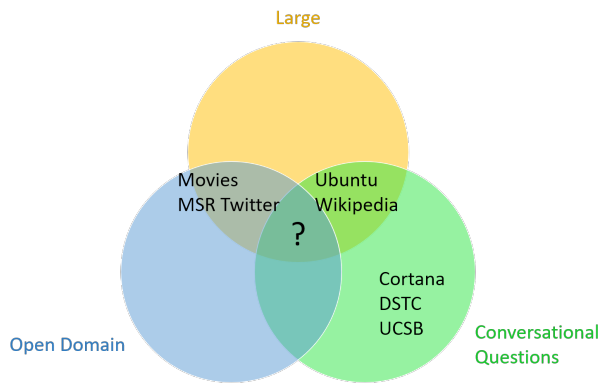 Large
Movies
MSR Twitter
Ubuntu
Wikipedia
?
Cortana
DSTC
UCSB
Open Domain
Conversational
Questions